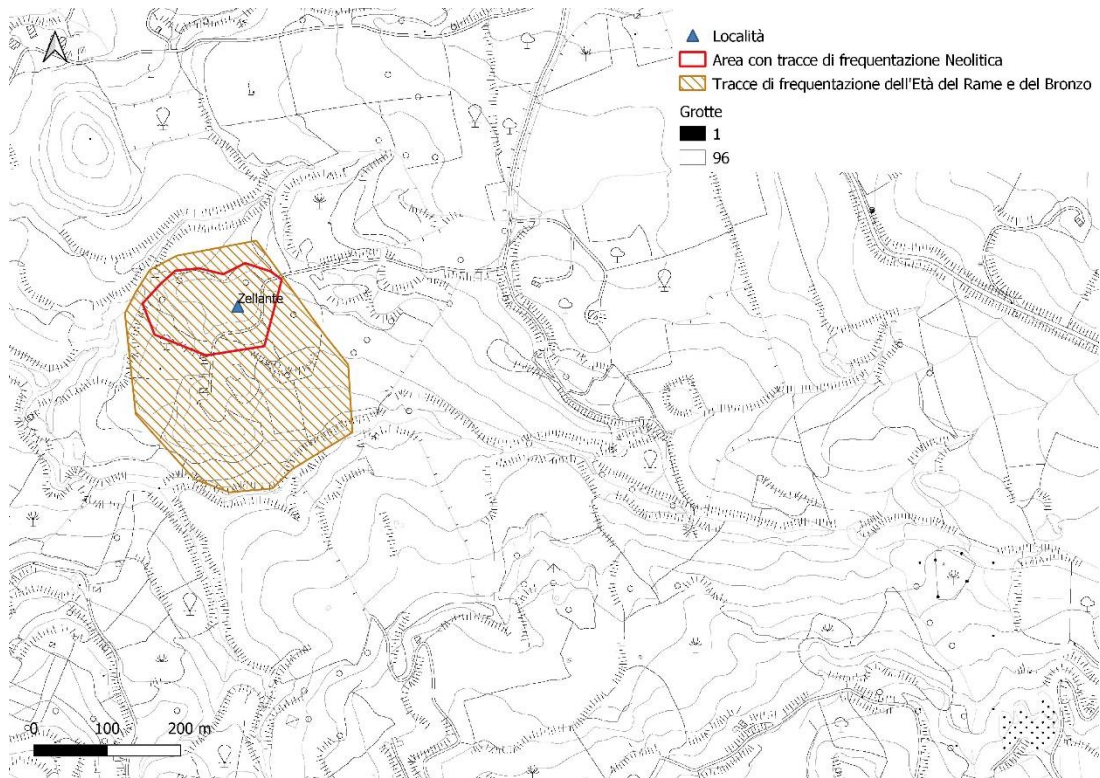 Località
Area con tracce di frequentazione Neolitica
Tracce di frequentazione dell'Età del Rame e del Bronzo
Grotte
1
96
Zellante
0 100 200 m